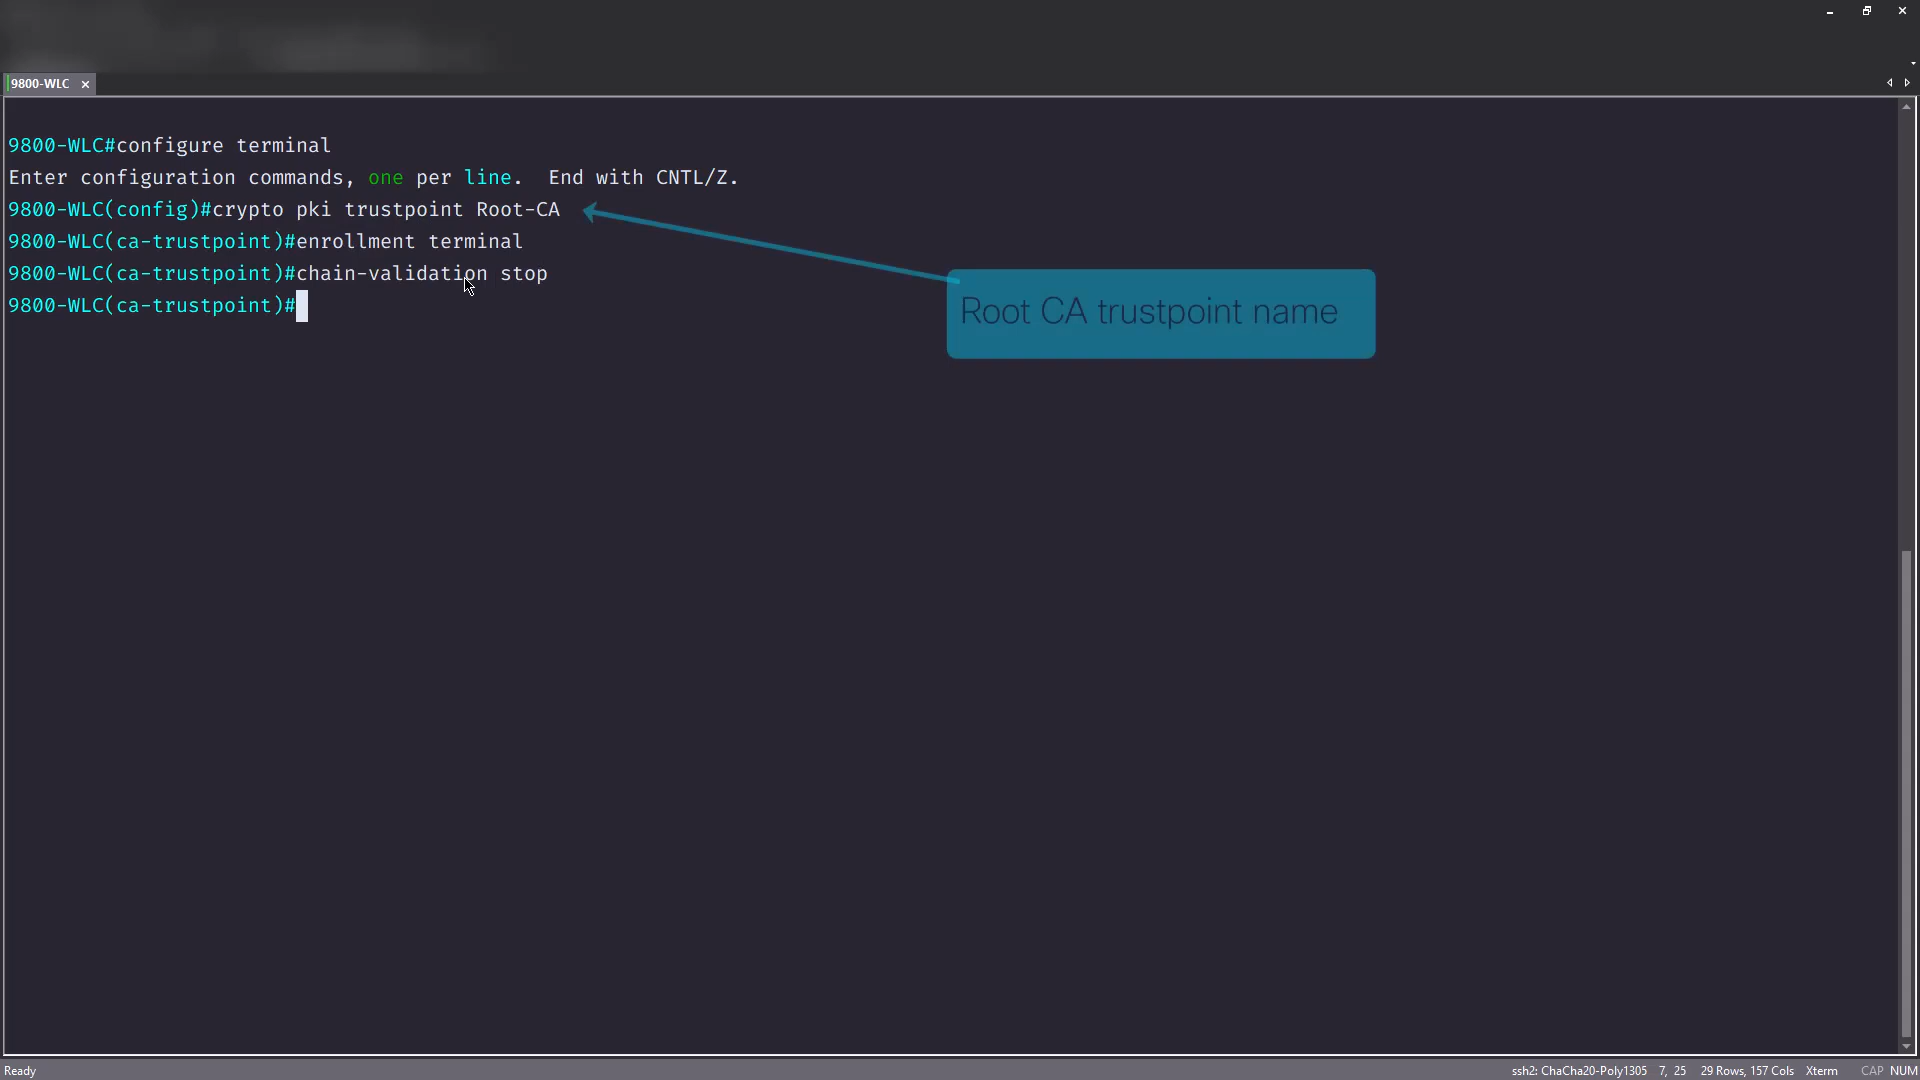 9800-WLC
9800-WLC#configure terminal
Enter configuration commands, one per line.  End with CNTL/Z.
9800-WLC(config)#crypto pki trustpoint Root-CA
9800-WLC(ca-trustpoint)#enrollment terminal
9800-WLC(ca-trustpoint)#chain-validation stop
9800-WLC(ca-trustpoint)#
Root CA trustpoint name
Ready
ssh2: ChaCha20-Poly1305 7, 25 29 Rows, 157 Cols Xterm CAP NUM